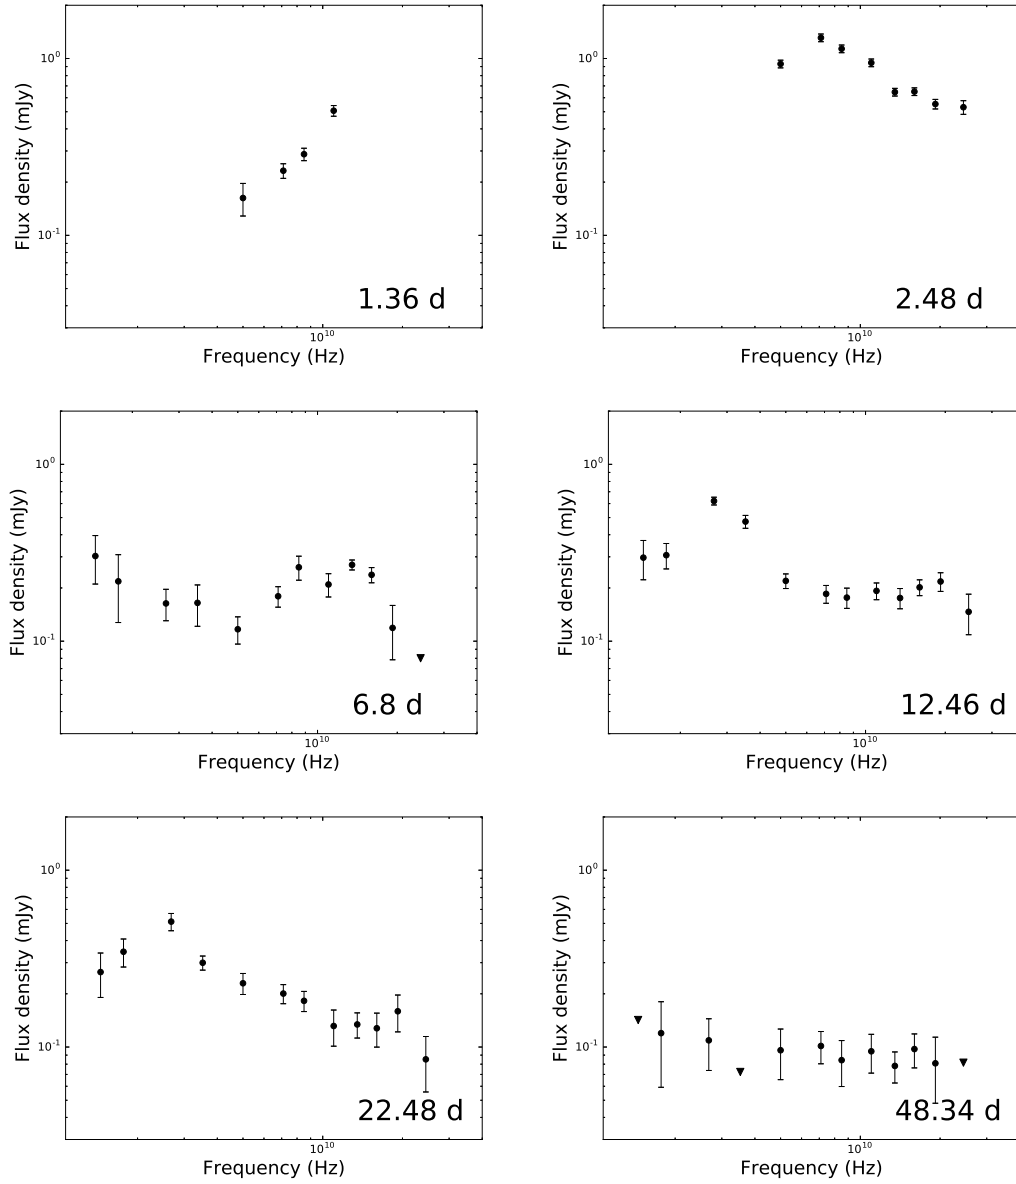 Flux density (mJy)
10⁰
10⁻¹
1.36 d
10¹⁰
Frequency (Hz)
Flux density (mJy)
10⁰
10⁻¹
2.48 d
10¹⁰
Frequency (Hz)
Flux density (mJy)
10⁰
10⁻¹
6.8 d
10¹⁰
Frequency (Hz)
Flux density (mJy)
10⁰
10⁻¹
12.46 d
10¹⁰
Frequency (Hz)
Flux density (mJy)
10⁰
10⁻¹
22.48 d
10¹⁰
Frequency (Hz)
Flux density (mJy)
10⁰
10⁻¹
48.34 d
10¹⁰
Frequency (Hz)